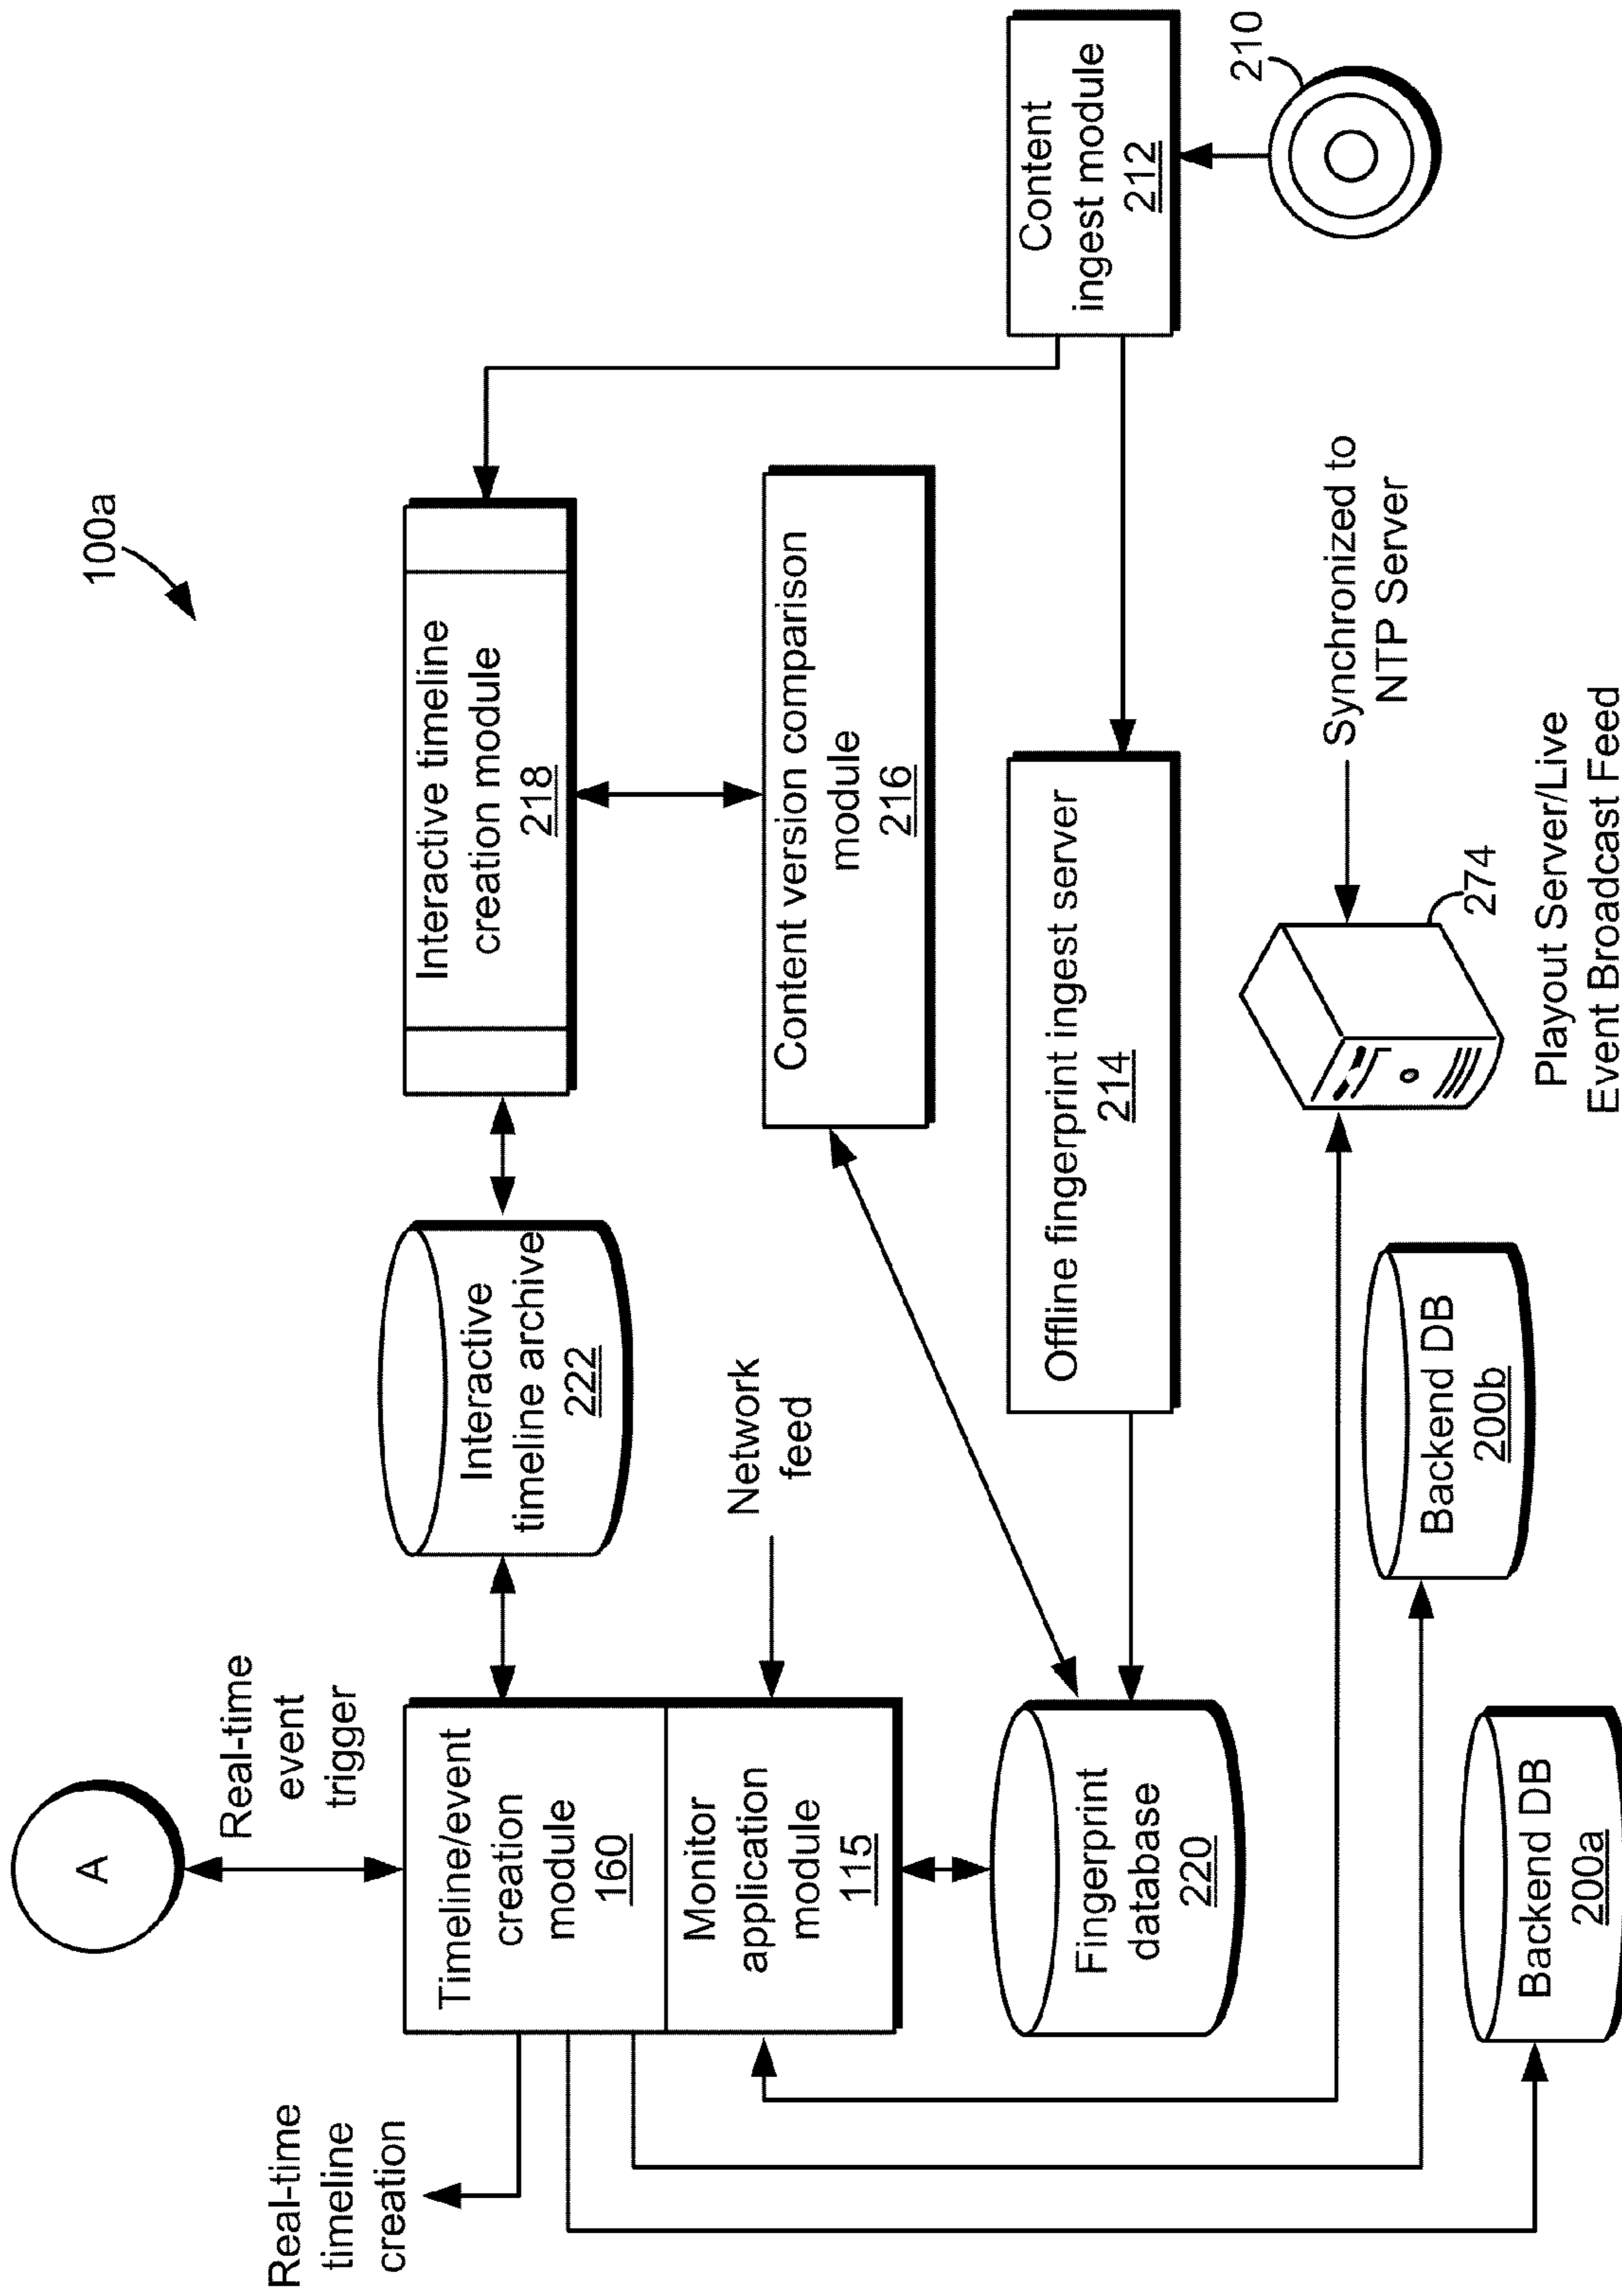 100a
A
Real-time
event
trigger
Real-time
timeline
creation
Timeline/event
creation
module
160
Monitor
application
module
115
Interactive
timeline archive
222
Interactive timeline
creation module
218
Network
feed
Content version comparison
module
216
Content
ingest module
212
210
Fingerprint
database
220
Offline fingerprint ingest server
214
Synchronized to
NTP Server
274
Playout Server/Live
Event Broadcast Feed
Backend DB
200b
Backend DB
200a